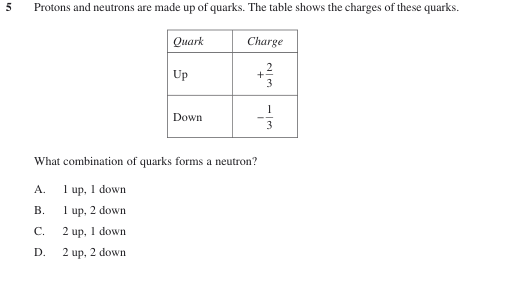 5 Protons and neutrons are made up of quarks. The table shows the charges of these quarks.
Quark Charge
Up +2/3
Down −1/3
What combination of quarks forms a neutron?
A. 1 up, 1 down
B. 1 up, 2 down
C. 2 up, 1 down
D. 2 up, 2 down